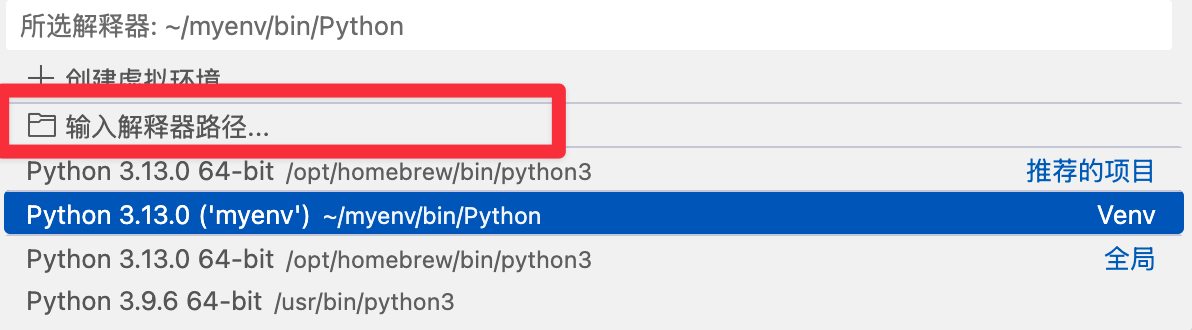 所选解释器: ~/myenv/bin/Python
创建虚拟环境
输入解释器路径...
Python 3.13.0 64-bit /opt/homebrew/bin/python3 推荐的项目
Python 3.13.0 ('myenv') ~/myenv/bin/Python Venv
Python 3.13.0 64-bit /opt/homebrew/bin/python3 全局
Python 3.9.6 64-bit /usr/bin/python3